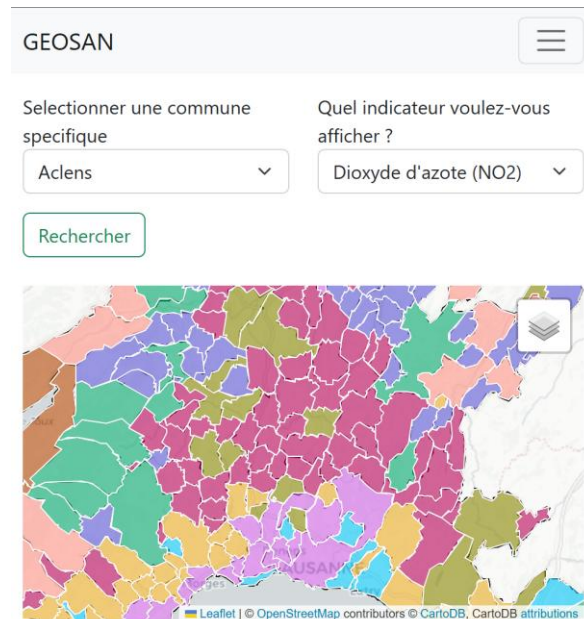 GEOSAN
Selectionner une commune specifique
Quel indicateur voulez-vous afficher ?
Aclens
Dioxyde d'azote (NO2)
Rechercher
Leaflet | © OpenStreetMap contributors © CartoDB, CartoDB attributions